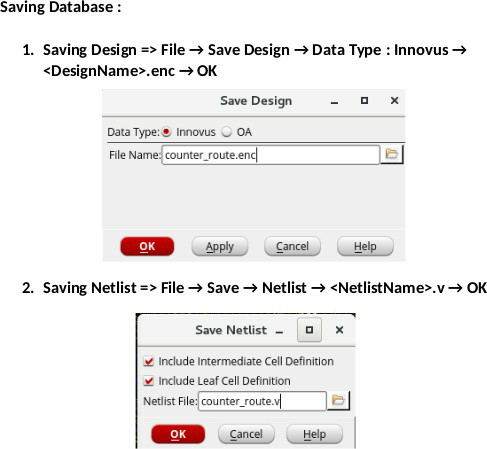 Saving Database :
1. Saving Design => File → Save Design → Data Type : Innovus →
<DesignName>.enc → OK
Save Design
Data Type: Innovus OA
File Name: counter_route.enc
OK Apply Cancel Help
2. Saving Netlist => File → Save → Netlist → <NetlistName>.v → OK
Save Netlist
Include Intermediate Cell Definition
Include Leaf Cell Definition
Netlist File: counter_route.v
OK Cancel Help